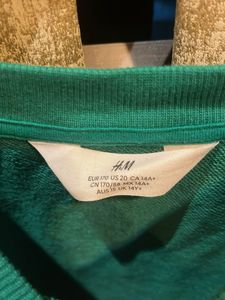 H&M
EUR 170 US 20 CA 14A+
CN 170/88 MX 14A+
AUS 15 UK 14Y+